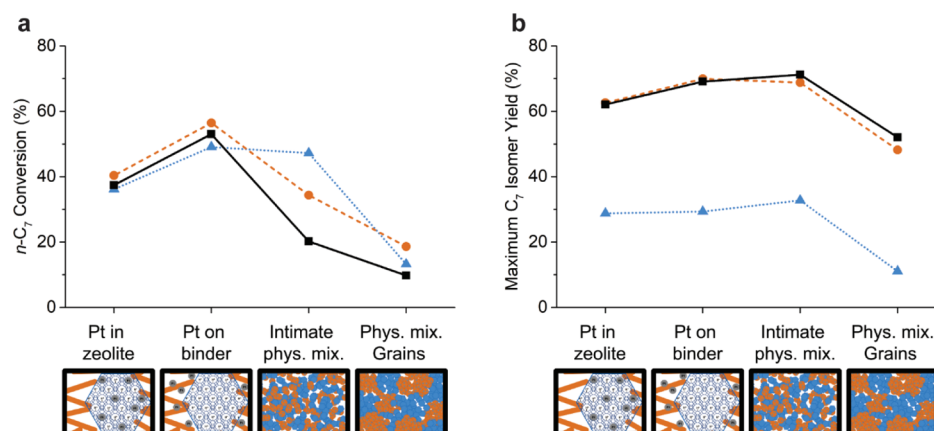 a
80
60
40
20
0
n-C7 Conversion (%)
Pt in
zeolite
Pt on
binder
Intimate
phys. mix.
Phys. mix.
Grains
b
80
60
40
20
0
Maximum C7 Isomer Yield (%)
Pt in
zeolite
Pt on
binder
Intimate
phys. mix.
Phys. mix.
Grains